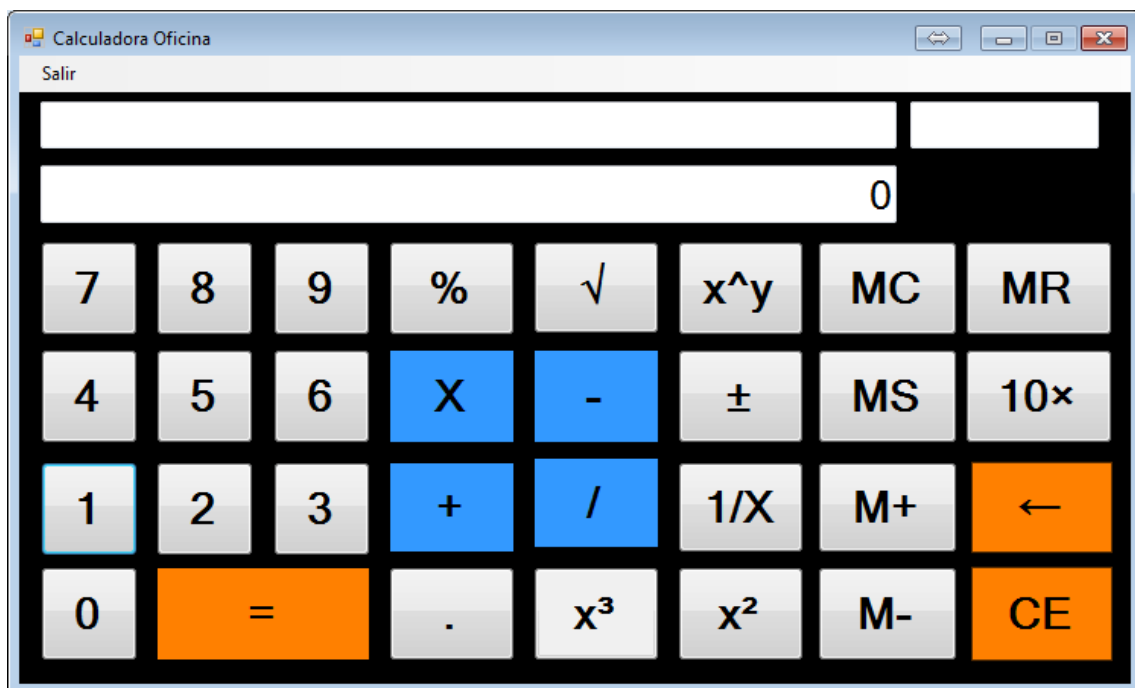 Calculadora Oficina
Salir
0
7 8 9 % √ x^y MC MR
4 5 6 X - ± MS 10×
1 2 3 + / 1/X M+ ←
0 = . x³ x² M- CE